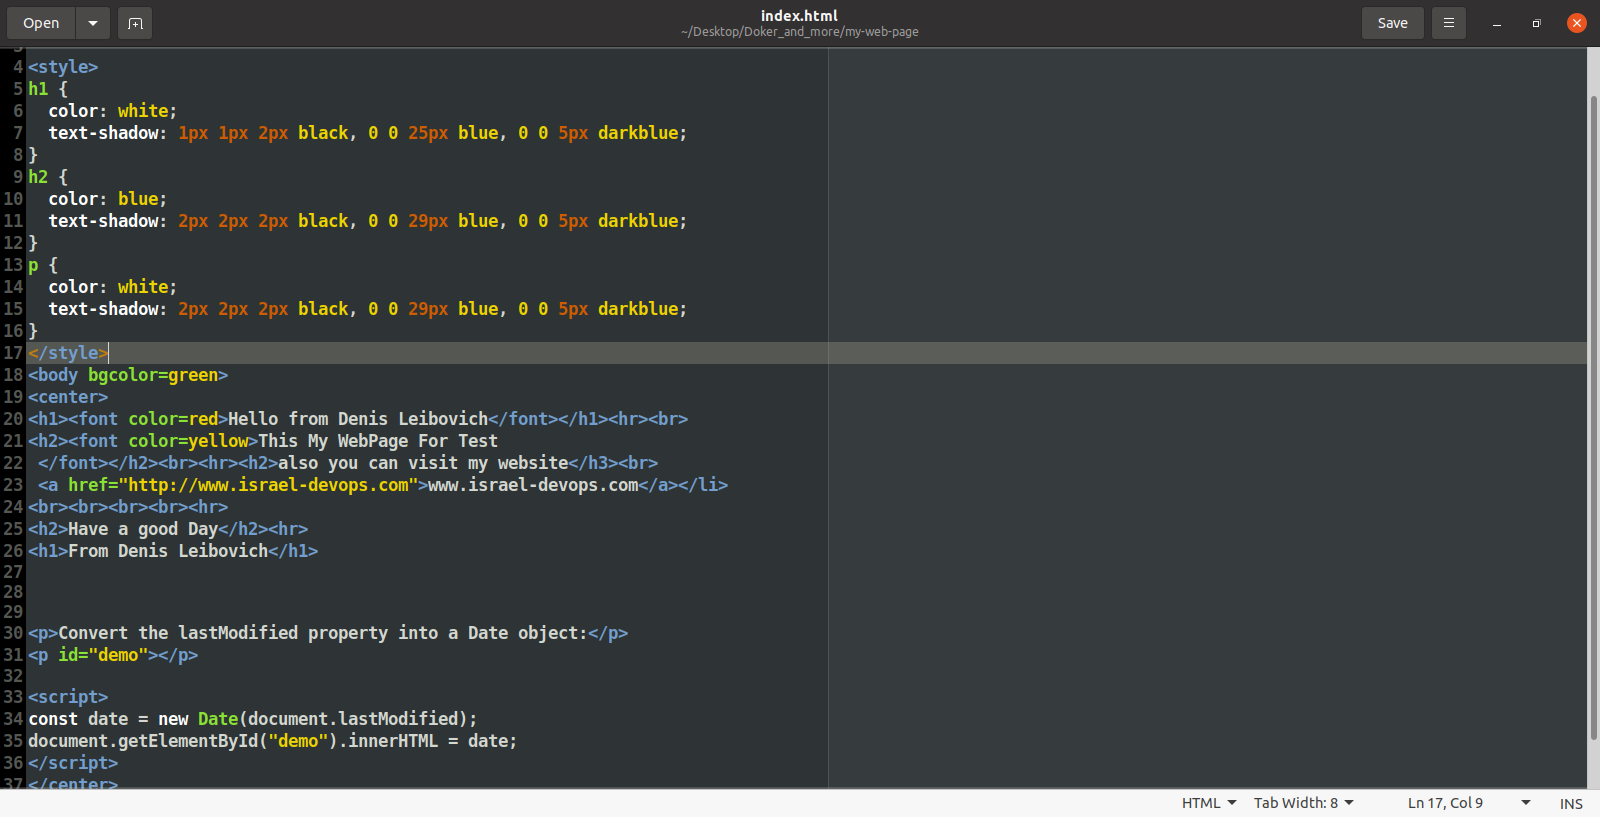 Open
index.html
~/Desktop/Doker_and_more/my-web-page
Save
3
4 <style>
5 h1 {
6   color: white;
7   text-shadow: 1px 1px 2px black, 0 0 25px blue, 0 0 5px darkblue;
8 }
9 h2 {
10   color: blue;
11   text-shadow: 2px 2px 2px black, 0 0 29px blue, 0 0 5px darkblue;
12 }
13 p {
14   color: white;
15   text-shadow: 2px 2px 2px black, 0 0 29px blue, 0 0 5px darkblue;
16 }
17 </style>
18 <body bgcolor=green>
19 <center>
20 <h1><font color=red>Hello from Denis Leibovich</font></h1><hr><br>
21 <h2><font color=yellow>This My WebPage For Test
22  </font></h2><br><hr><h2>also you can visit my website</h3><br>
23  <a href="http://www.israel-devops.com">www.israel-devops.com</a></li>
24 <br><br><br><br><hr>
25 <h2>Have a good Day</h2><hr>
26 <h1>From Denis Leibovich</h1>
27
28
29
30 <p>Convert the lastModified property into a Date object:</p>
31 <p id="demo"></p>
32
33 <script>
34 const date = new Date(document.lastModified);
35 document.getElementById("demo").innerHTML = date;
36 </script>
37 </center>
HTML Tab Width: 8 Ln 17, Col 9 INS